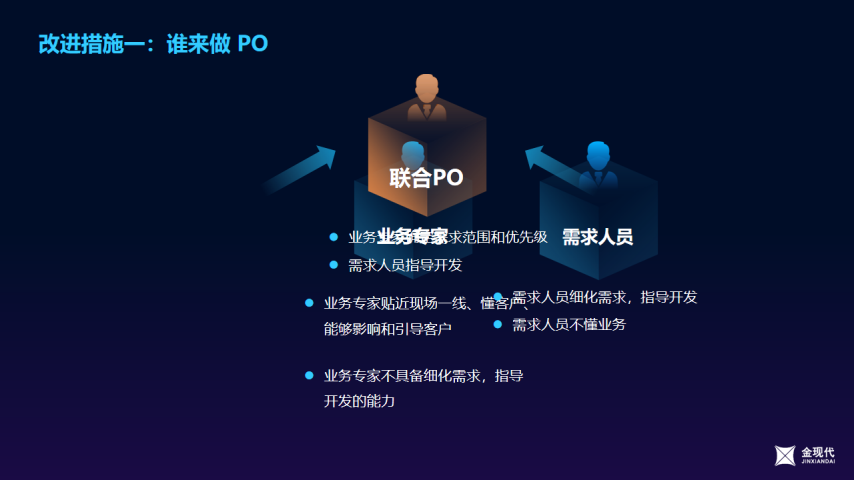 改进措施一：谁来做 PO
联合PO
业务专家
需求人员
业务 求范围和优先级
需求人员指导开发
业务专家贴近现场一线、懂客户、
能够影响和引导客户
业务专家不具备细化需求，指导
开发的能力
需求人员细化需求，指导开发
需求人员不懂业务
金现代
JINXIANDAI